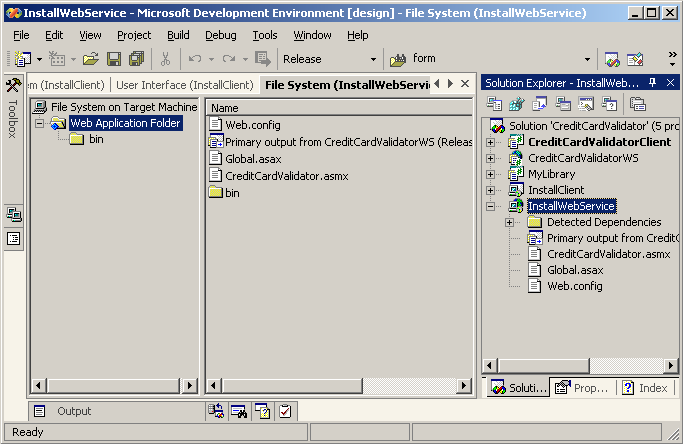 InstallWebService - Microsoft Development Environment [design] - File System (InstallWebService)
File Edit View Project Build Debug Tools Window Help
Release form
m (InstallClient) User Interface (InstallClient) File System (InstallWebServi
Toolbox
File System on Target Machine
Web Application Folder
bin
Name
Web.config
Primary output from CreditCardValidatorWS (Releas
Global.asax
CreditCardValidator.asmx
bin
Solution Explorer - InstallWeb...
Solution 'CreditCardValidator' (5 pro
CreditCardValidatorClient
CreditCardValidatorWS
MyLibrary
InstallClient
InstallWebService
Detected Dependencies
Primary output from CreditC
CreditCardValidator.asmx
Global.asax
Web.config
Soluti... Prop... Index
Output
Ready